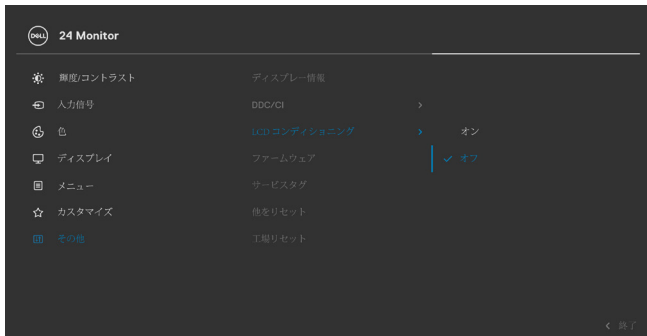 DELL 24 Monitor
輝度/コントラスト
入力信号
色
ディスプレイ
メニュー
カスタマイズ
その他
ディスプレー情報
DDC/CI
LCD コンディショニング
ファームウェア
サービスタグ
他をリセット
工場リセット
オン
オフ
終了